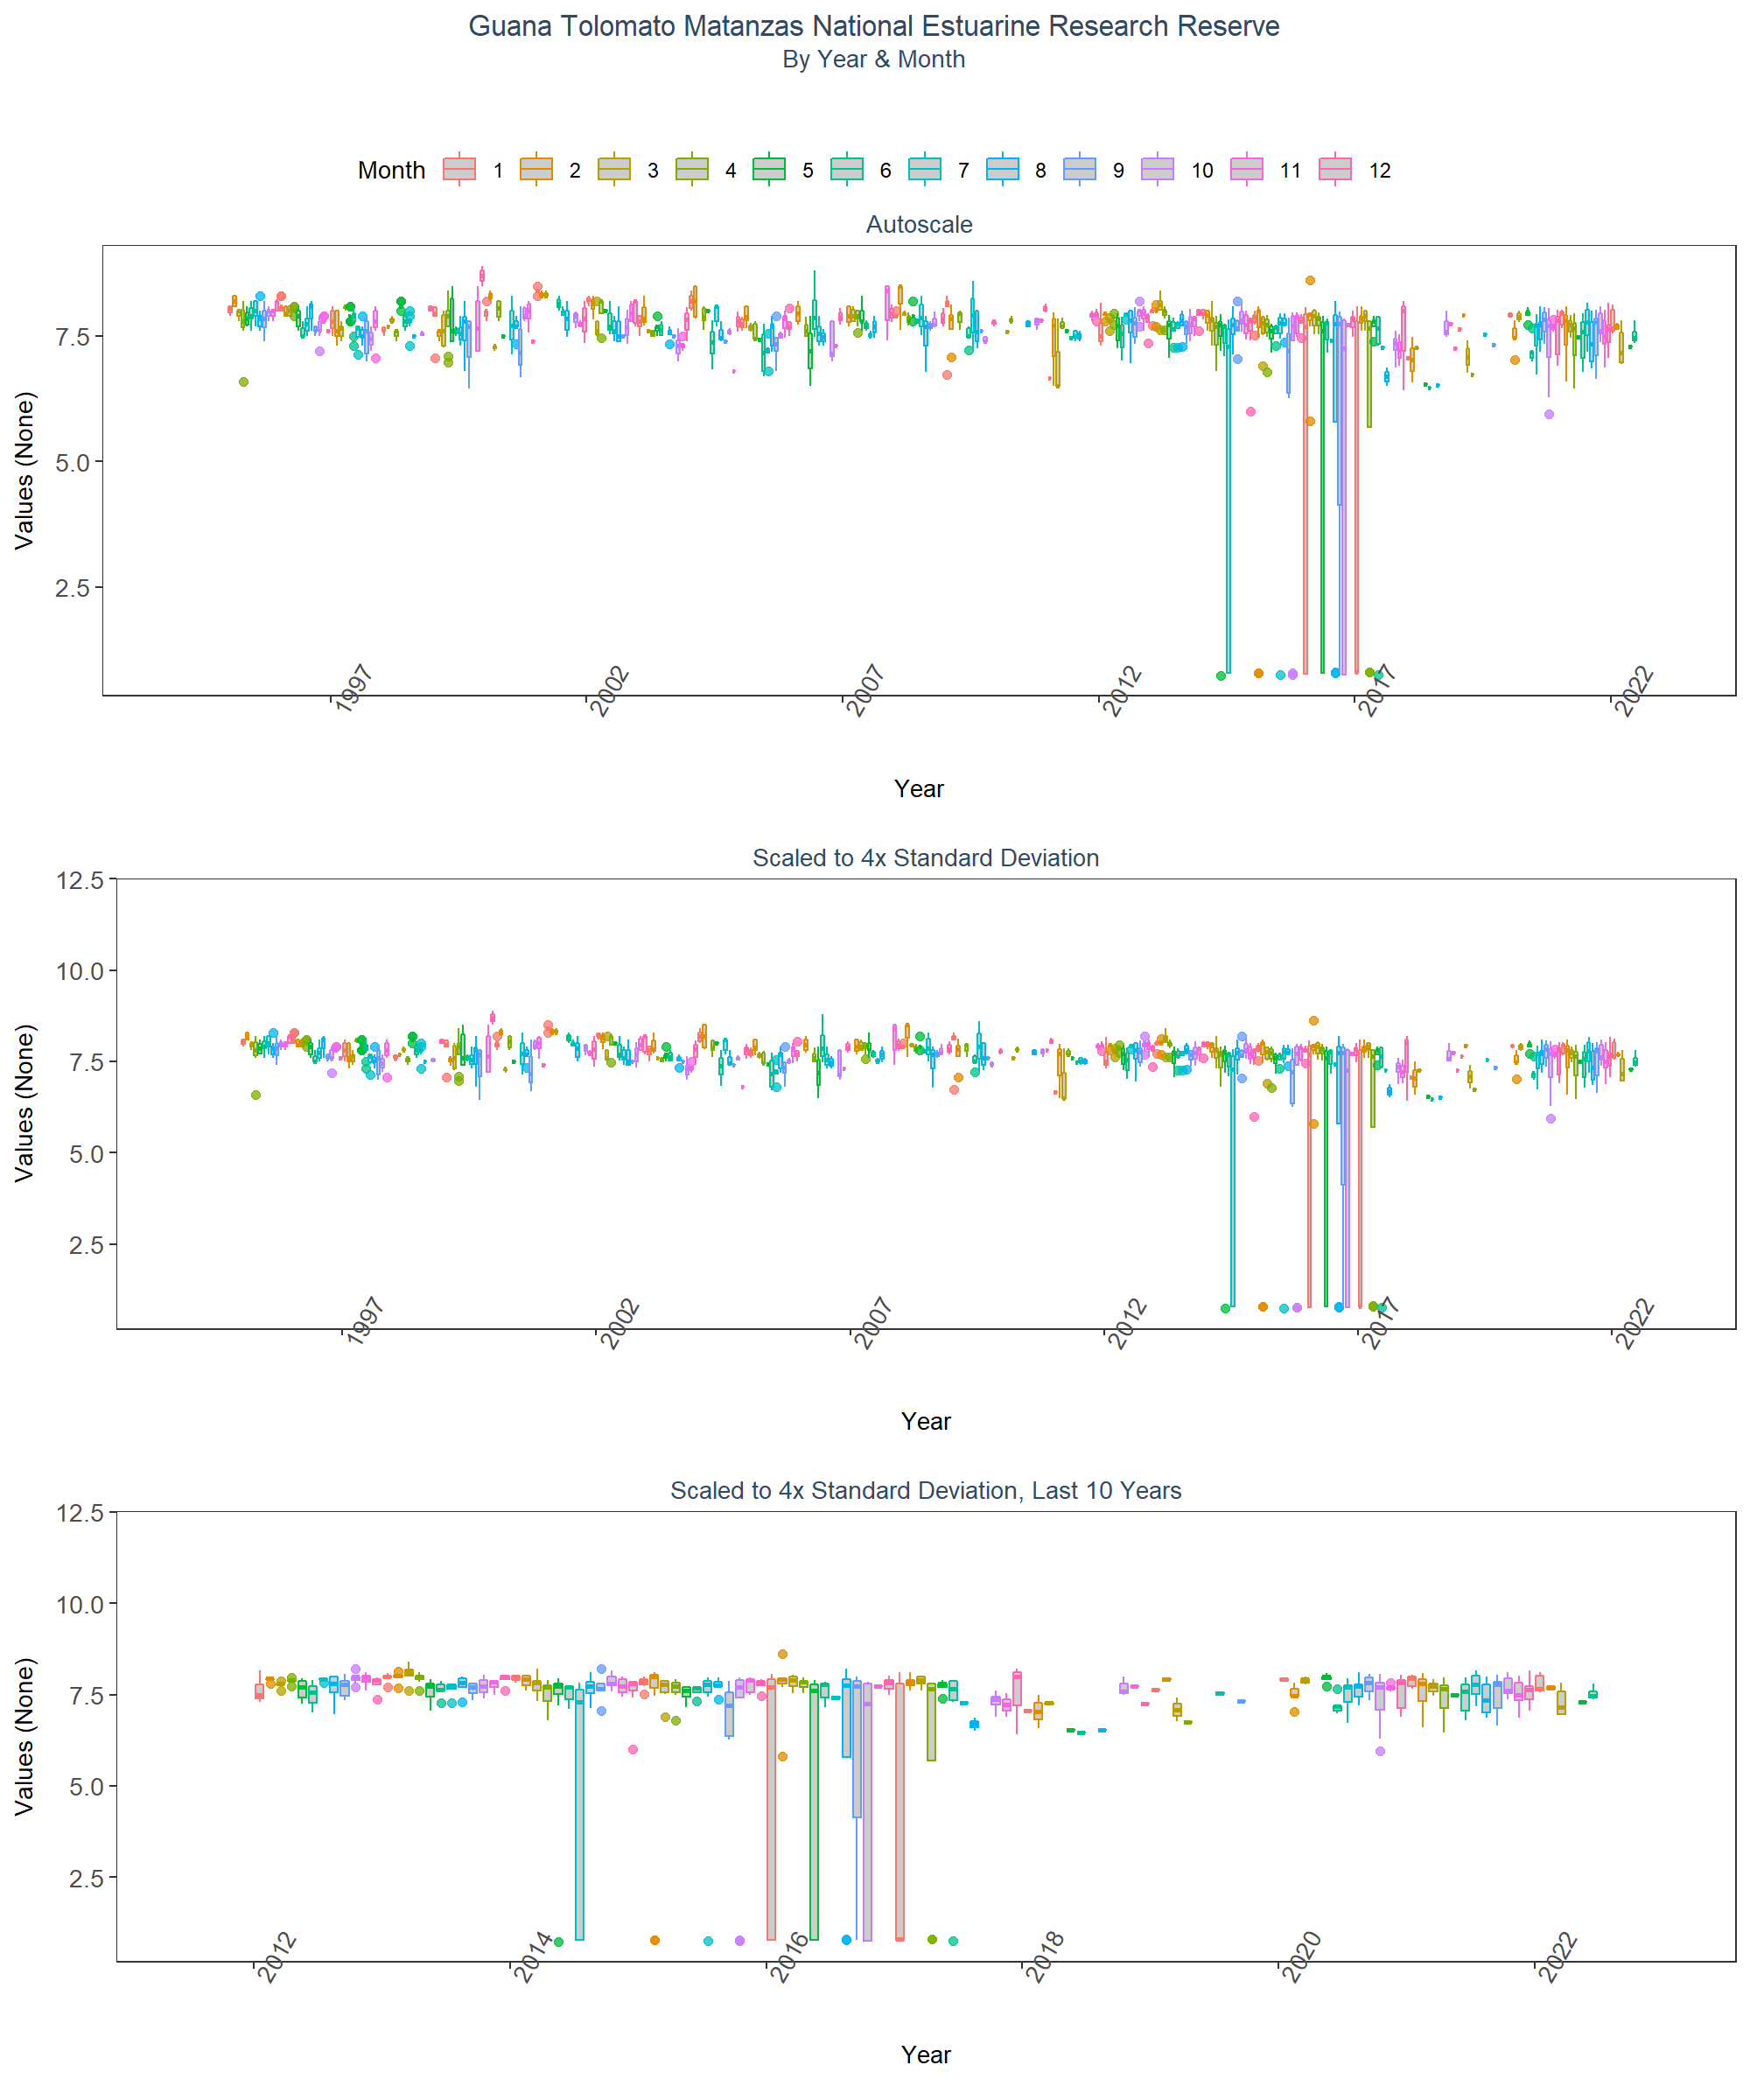 Guana Tolomato Matanzas National Estuarine Research Reserve
By Year & Month
Month 1 2 3 4 5 6 7 8 9 10 11 12
Autoscale
Values (None)
7.5
5.0
2.5
1997 2002 2007 2012 2017 2022
Year
Scaled to 4x Standard Deviation
Values (None)
12.5
10.0
7.5
5.0
2.5
1997 2002 2007 2012 2017 2022
Year
Scaled to 4x Standard Deviation, Last 10 Years
Values (None)
12.5
10.0
7.5
5.0
2.5
2012 2014 2016 2018 2020 2022
Year